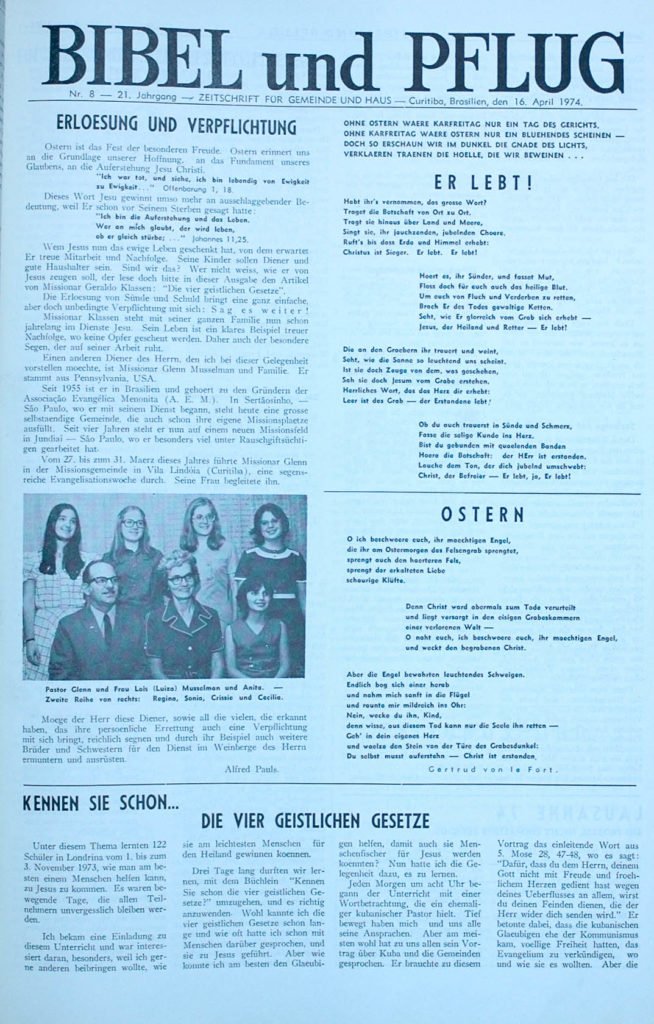 BIBEL und PFLUG
Nr. 8 — 21. Jahrgang — ZEITSCHRIFT FÜR GEMEINDE UND HAUS — Curitiba, Brasilien, den 16. April 1974.
ERLOESUNG UND VERPFLICHTUNG
Ostern ist das Fest der besonderen Freude. Ostern erinnert uns
an die Grundlage unserer Hoffnung, an das Fundament unseres
Glaubens, an die Auferstehung Jesu Christi.
"Ich war tot, und siehe, ich bin lebendig von Ewigkeit
zu Ewigkeit..." Offenbarung 1, 18.
Dieses Wort Jesu gewinnt umso mehr an ausschlaggebender Be-
deutung, weil Er schon vor Seinem Sterben gesagt hatte:
"Ich bin die Auferstehung und das Leben.
Wer an mich glaubt, der wird leben,
ob er gleich stürbe; ..." Johannes 11,25.
Wem Jesus nun das ewige Leben geschenkt hat, von dem erwartet
Er treue Mitarbeit und Nachfolge. Seine Kinder sollen Diener und
gute Haushalter sein. Sind wir das? Wer nicht weiss, wie er von
Jesus zeugen soll, der lese doch bitte in dieser Ausgabe den Artikel
von Missionar Geraldo Klassen: "Die vier geistlichen Gesetze".
Die Erloesung von Sünde und Schuld bringt eine ganz einfache,
aber doch unbedingte Verpflichtung mit sich: Sag es weiter!
Missionar Klassen steht mit seiner ganzen Familie nun schon
jahrelang im Dienste Jesu. Sein Leben ist ein klares Beispiel treuer
Nachfolge, wo keine Opfer gescheut werden. Daher auch der besondere
Segen, der auf seiner Arbeit ruht.
Einen anderen Diener des Herrn, den ich bei dieser Gelegenheit
vorstellen moechte, ist Missionar Glenn Musselman und Familie. Er
stammt aus Pennsylvania, USA.
Seit 1955 ist er in Brasilien und gehoert zu den Gründern der
Associação Evangélica Menonita (A. E. M.). In Sertãosinho, —
São Paulo, wo er mit seinem Dienst begann, steht heute eine grosse
selbstaendige Gemeinde, die auch schon ihre eigene Missionsplaetze
ausfüllt. Seit vier Jahren steht er nun auf einem neuen Missionsfeld
in Jundiaí — São Paulo, wo er besonders viel unter Rauschgiftsüchti-
gen gearbeitet hat.
Vom 27. bis zum 31. Maerz dieses Jahres führte Missionar Glenn
in der Missionsgemeinde in Vila Lindóia (Curitiba), eine segens-
reiche Evangelisationswoche durch. Seine Frau begleitete ihn.
Pastor Glenn und Frau Lois (Luiza) Musselman und Anita. —
Zweite Reihe von rechts: Regina, Sonia, Crissie und Cecilia.
Moege der Herr diese Diener, sowie all die vielen, die erkannt
haben, das ihre persoenliche Errettung auch eine Verpflichtung
mit sich bringt, reichlich segnen und durch ihr Beispiel auch weitere
Brüder und Schwestern für den Dienst im Weinberge des Herrn
ermuntern und ausrüsten.
Alfred Pauls.
OHNE OSTERN WAERE KARFREITAG NUR EIN TAG DES GERICHTS,
OHNE KARFREITAG WAERE OSTERN NUR EIN BLUEHENDES SCHEINEN —
DOCH SO ERSCHAUN WIR IM DUNKEL DIE GNADE DES LICHTS,
VERKLAEREN TRAENEN DIE HOELLE, DIE WIR BEWEINEN . . .
ER LEBT!
Habt ihr's vernommen, das grosse Wort?
Traget die Botschaft von Ort zu Ort.
Tragt sie hinaus über Land und Meere,
Singt sie, ihr jauchzenden, jubelnden Choere.
Ruft's bis dass Erde und Himmel erhebt:
Christus ist Sieger. Er lebt. Er lebt!
Hoert es, ihr Sünder, und fasset Mut,
Floss doch für euch auch das heilige Blut.
Um euch von Fluch und Verderben zu retten,
Brach Er des Todes gewaltige Ketten.
Seht, wie Er glorreich vom Grab sich erhebt —
Jesus, der Heiland und Retter — Er lebt!
Die an den Graebern ihr trauert und weint,
Seht, wie die Sonne so leuchtend uns scheint.
Ist sie doch Zeuge von dem, was geschehen,
Sah sie doch Jesum vom Grabe erstehen.
Herrliches Wort, das das Herz dir erhebt:
Leer ist das Grab — der Erstandene lebt!
Ob du auch trauerst in Sünde und Schmerz,
Fasse die selige Kunde ins Herz.
Bist du gebunden mit quaelenden Banden
Hoere die Botschaft: der HErr ist erstanden.
Lausche dem Ton, der dich jubelnd umschwebt:
Christ, der Befreier — Er lebt, ja, Er lebt!
OSTERN
O ich beschwoere euch, ihr maechtigen Engel,
die ihr am Ostermorgen das Felsengrab sprengtet,
sprengt auch den haerteren Fels,
sprengt der erkalteten Liebe
schaurige Klüfte.
Denn Christ ward abermals zum Tode verurteilt
und liegt versargt in den eisigen Grabeskammern
einer verlorenen Welt —
O naht euch, ich beschwoere euch, ihr maechtigen Engel,
und weckt den begrabenen Christ.
Aber die Engel bewahrten leuchtendes Schweigen.
Endlich bog sich einer herab
und nahm mich sanft in die Flügel
und raunte mir mildreich ins Ohr:
Nein, wecke du ihn, Kind,
denn wisse, aus diesem Tod kann nur die Seele ihn retten —
Geh' in dein eigenes Herz
und waelze den Stein von der Türe des Grabesdunkel:
Du selbst musst auferstehn — Christ ist erstanden.
Gertrud von le Fort.
KENNEN SIE SCHON...
DIE VIER GEISTLICHEN GESETZE
Unter diesem Thema lernten 122
Schüler in Londrina vom 1. bis zum
3. November 1973, wie man am be-
sten einem Menschen helfen kann,
zu Jesus zu kommen. Es waren be-
wegende Tage, die allen Teil-
nehmern unvergesslich bleiben wer-
den.
Ich bekam eine Einladung zu
diesem Unterricht und war interes-
siert daran, besonders, weil ich ger-
ne anderen beibringen wollte, wie
sie am leichtesten Menschen für
den Heiland gewinnen koennen.
Drei Tage lang durften wir ler-
nen, mit dem Büchlein "Kennen
Sie schon die vier geistlichen Ge-
setze?" umzugehen, und es richtig
anzuwenden. Wohl kannte ich die
vier geistlichen Gesetze schon lan-
ge und wie oft hatte ich schon mit
Menschen darüber gesprochen, und
sie zu Jesus geführt. Aber wie
konnte ich am besten den Glaeubi-
gen helfen, damit auch sie Men-
schenfischer für Jesus werden
koennten? Nun hatte ich die Ge-
legenheit dazu, es zu lernen.
Jeden Morgen um acht Uhr be-
gann der Unterricht mit einer
Wortbetrachtung, die ein ehemali-
ger kubanischer Pastor hielt. Tief
bewegt haben mich und uns alle
seine Ansprachen. Aber am mei-
sten wohl hat zu uns allen sein Vor-
trag über Kuba und die Gemeinden
gesprochen. Er brauchte zu diesem
Vortrag das einleitende Wort aus
5. Mose 28, 47-48, wo es sagt:
"Dafür, dass du dem Herrn, deinem
Gott nicht mit Freude und froeh-
lichem Herzen gedient hast wegen
deines Ueberflusses an allem, wirst
du deinen Feinden dienen, die der
Herr wider dich senden wird." Er
betonte dabei, dass die kubanischen
Glaeubigen ehe der Kommunismus
kam, voellige Freiheit hatten, das
Evangelium zu verkündigen, wo
und wie sie es wollten. Aber die